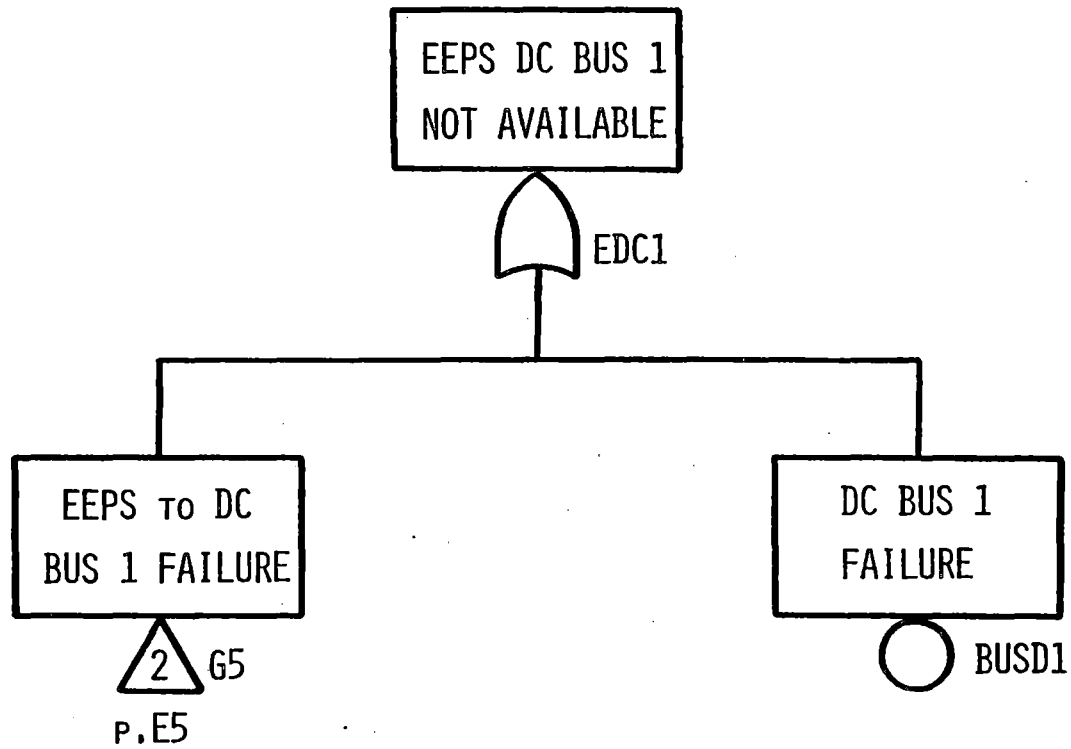 EEPS DC BUS 1
NOT AVAILABLE
EDC1
EEPS TO DC
BUS 1 FAILURE
2
G5
P.E5
DC BUS 1
FAILURE
BUSD1